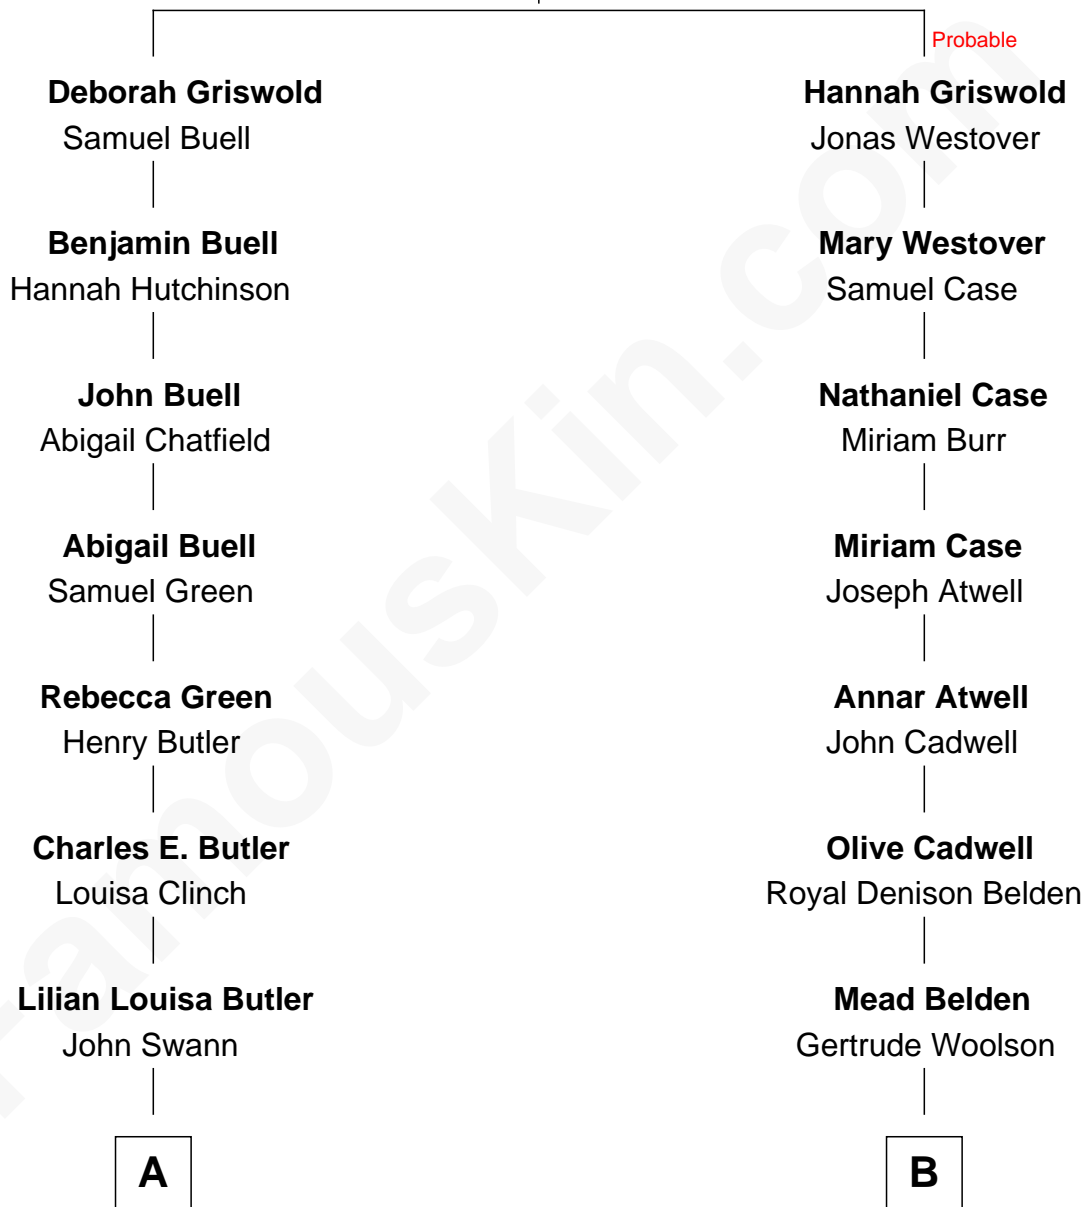 Probable
Deborah Griswold
Samuel Buell
Hannah Griswold
Jonas Westover
Benjamin Buell
Hannah Hutchinson
Mary Westover
Samuel Case
John Buell
Abigail Chatfield
Nathaniel Case
Miriam Burr
Abigail Buell
Samuel Green
Miriam Case
Joseph Atwell
Rebecca Green
Henry Butler
Annar Atwell
John Cadwell
Charles E. Butler
Louisa Clinch
Olive Cadwell
Royal Denison Belden
Lilian Louisa Butler
John Swann
Mead Belden
Gertrude Woolson
A
B
FamousKin.com